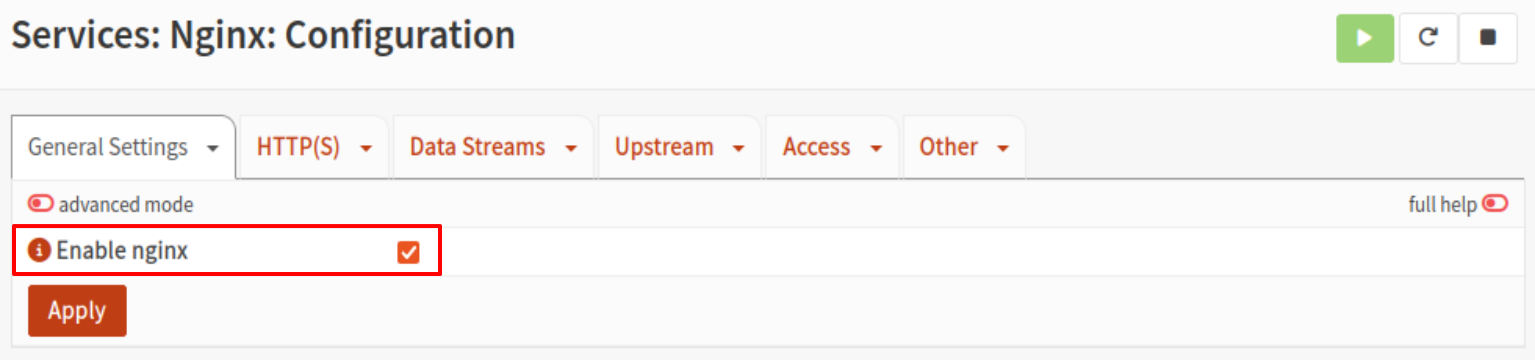 Services: Nginx: Configuration
General Settings HTTP(S) Data Streams Upstream Access Other
advanced mode full help
Enable nginx
Apply